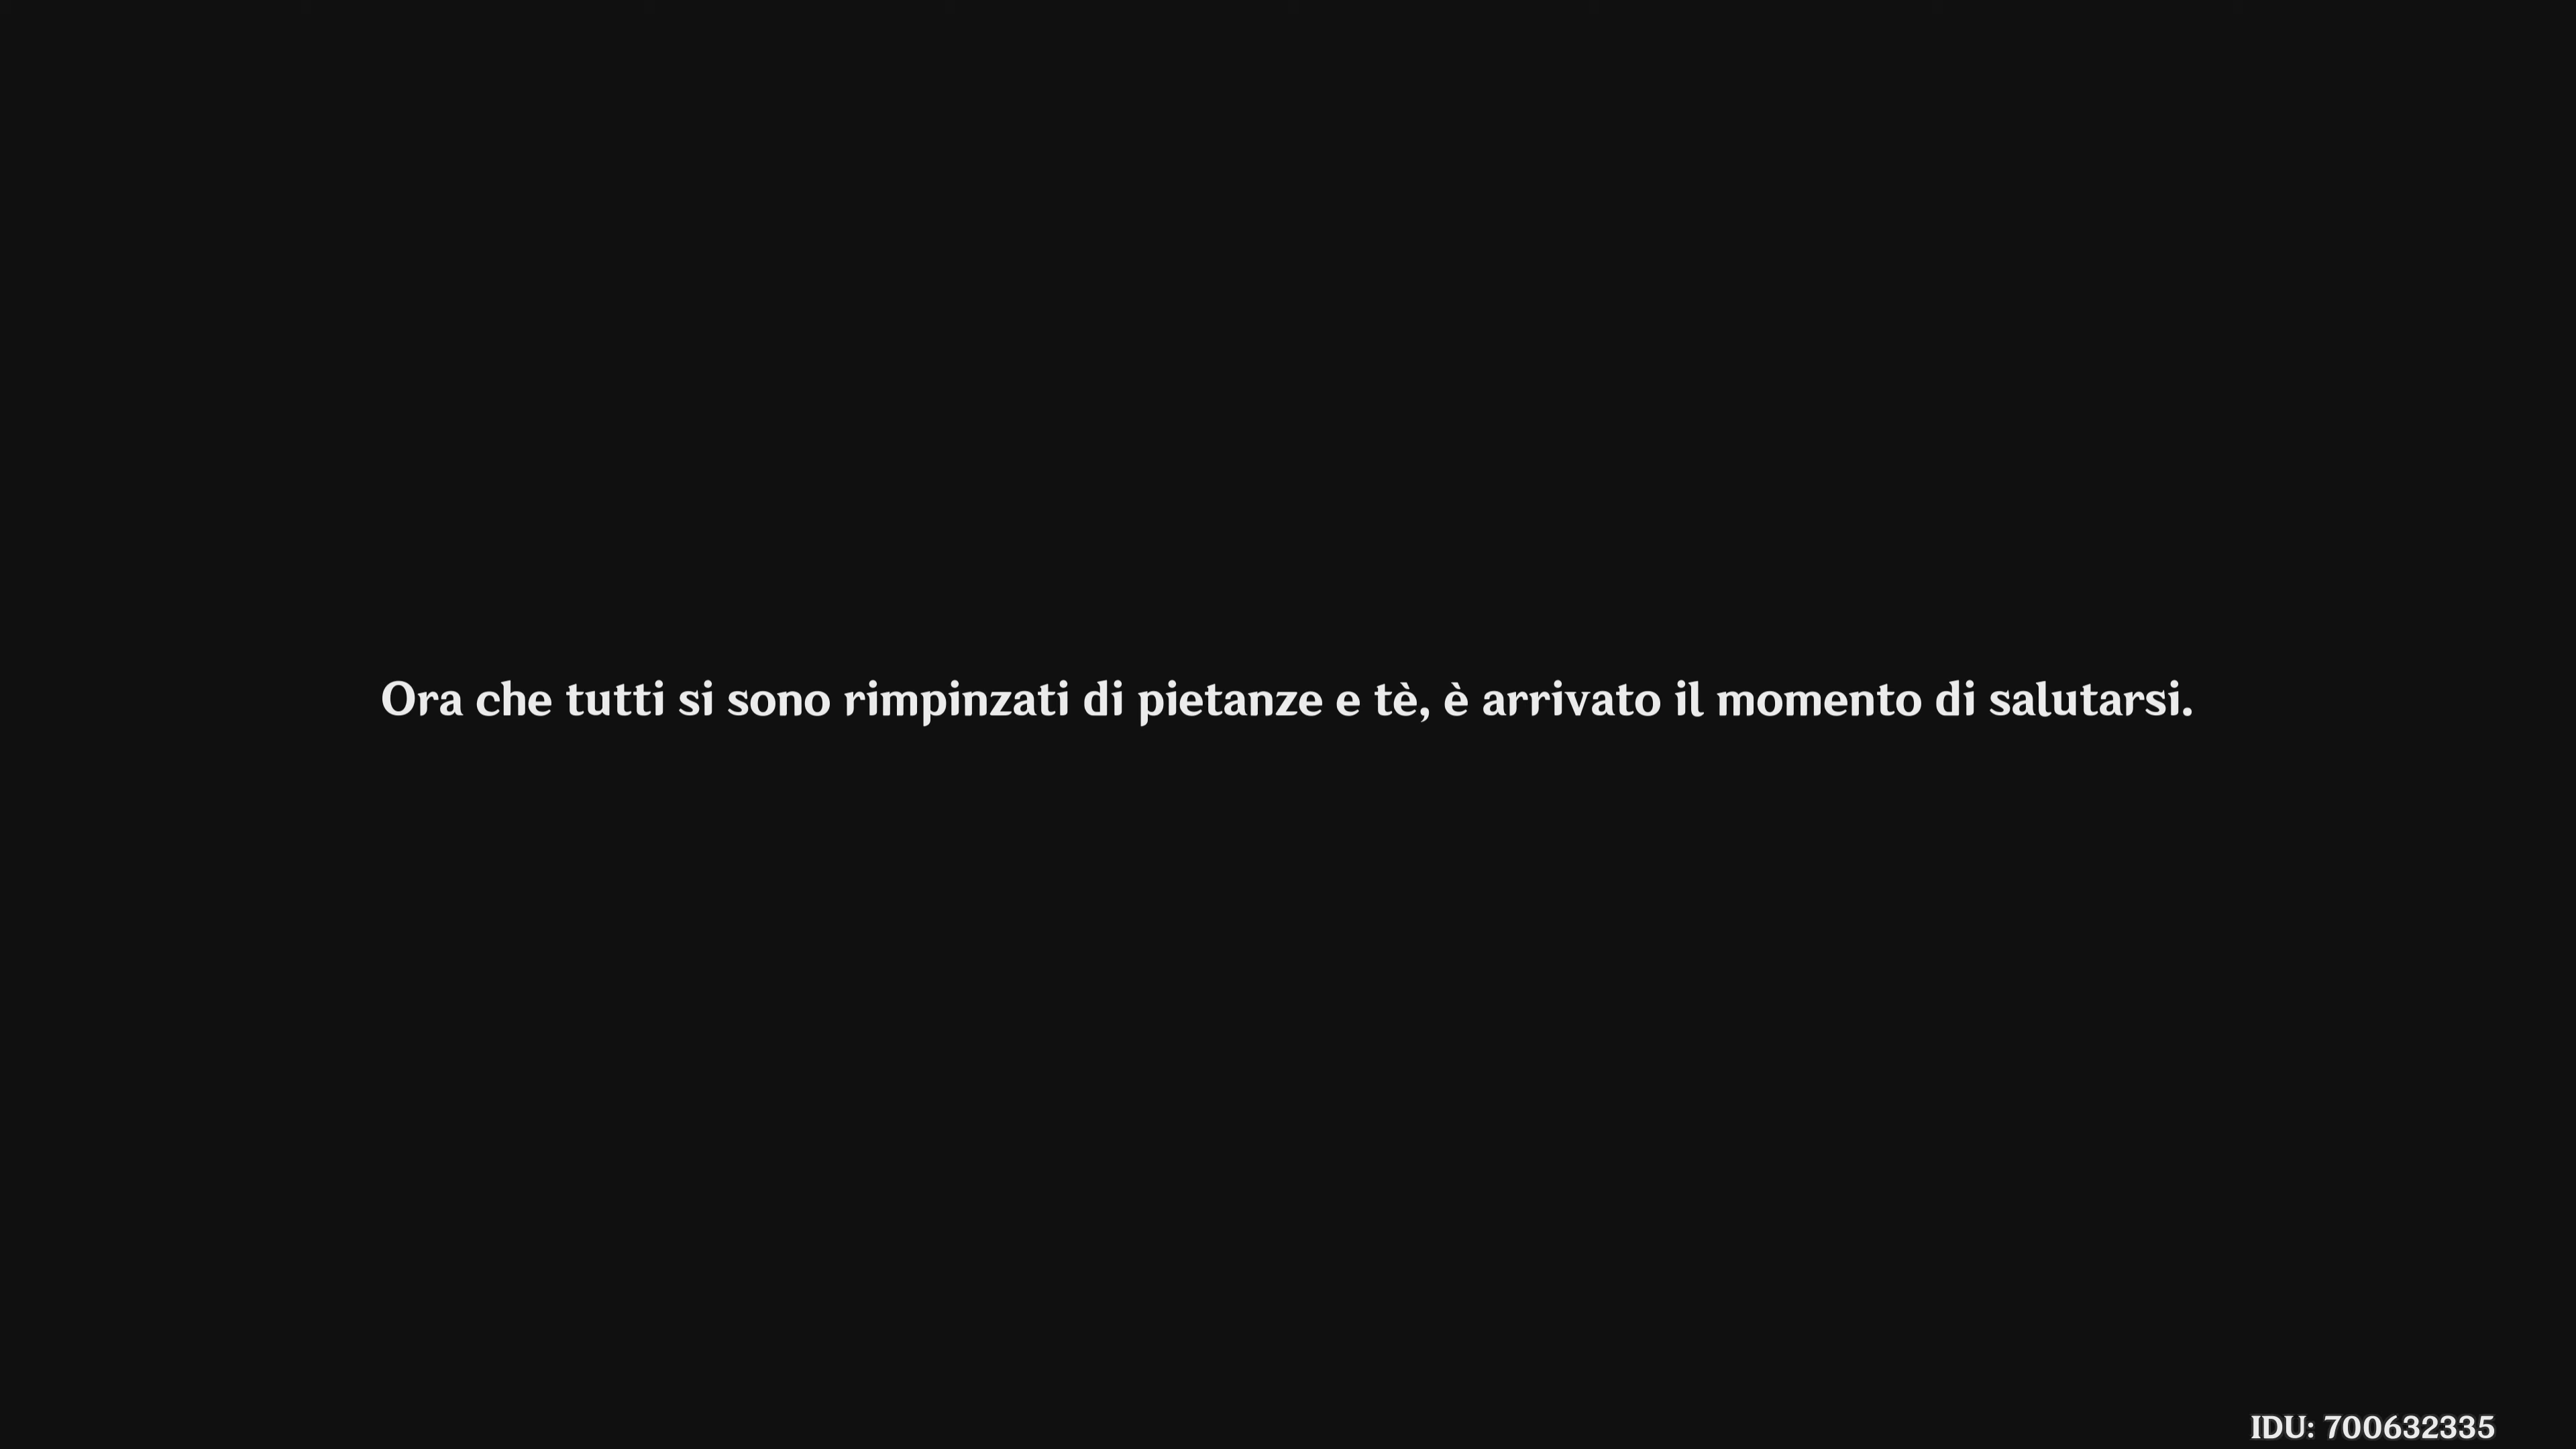 Ora che tutti si sono rimpinzati di pietanze e tè, è arrivato il momento di salutarsi.
IDU: 700632335